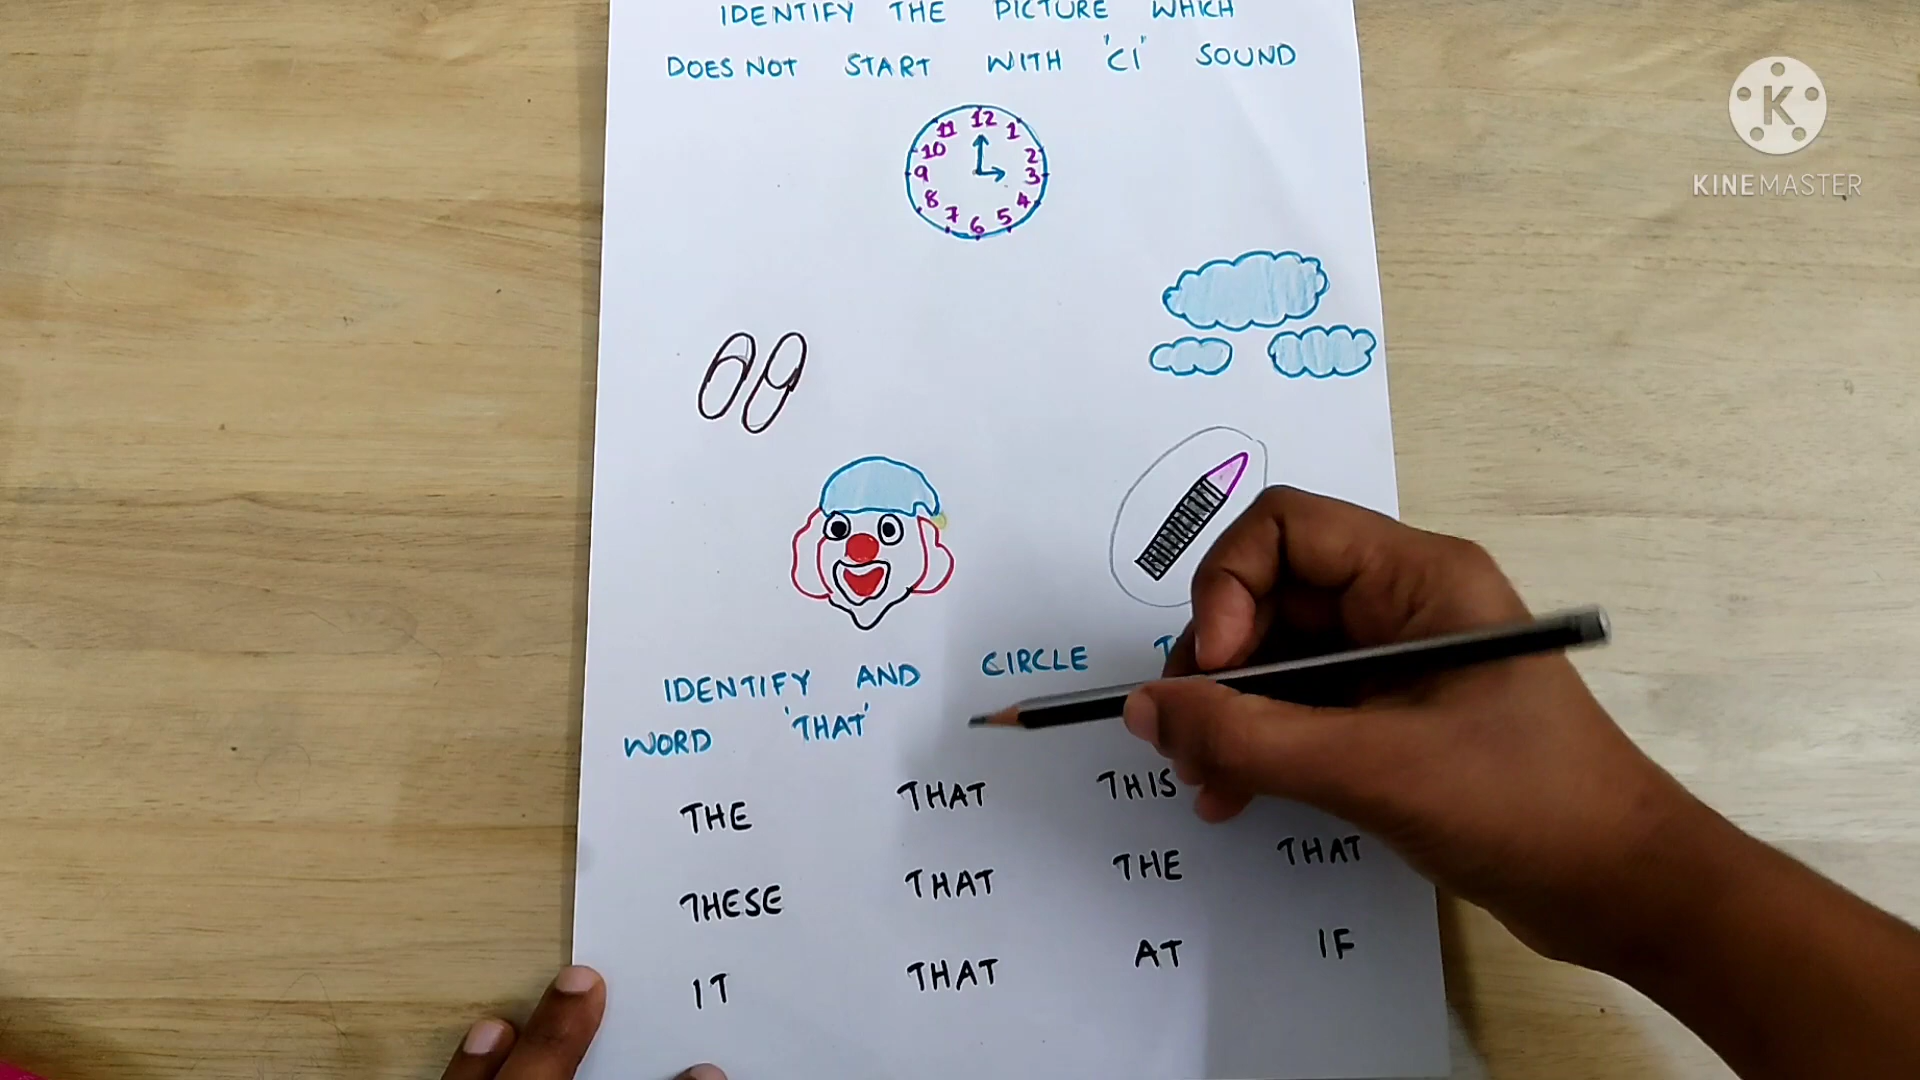 IDENTIFY THE PICTURE WHICH
DOES NOT START WITH 'Cl' SOUND
12
11 1
10 2
9 3
8 4
7 5
6
IDENTIFY AND CIRCLE
WORD 'THAT'
THE THAT THIS
THESE THAT THE THAT
IT THAT AT IF
K
KINEMASTER